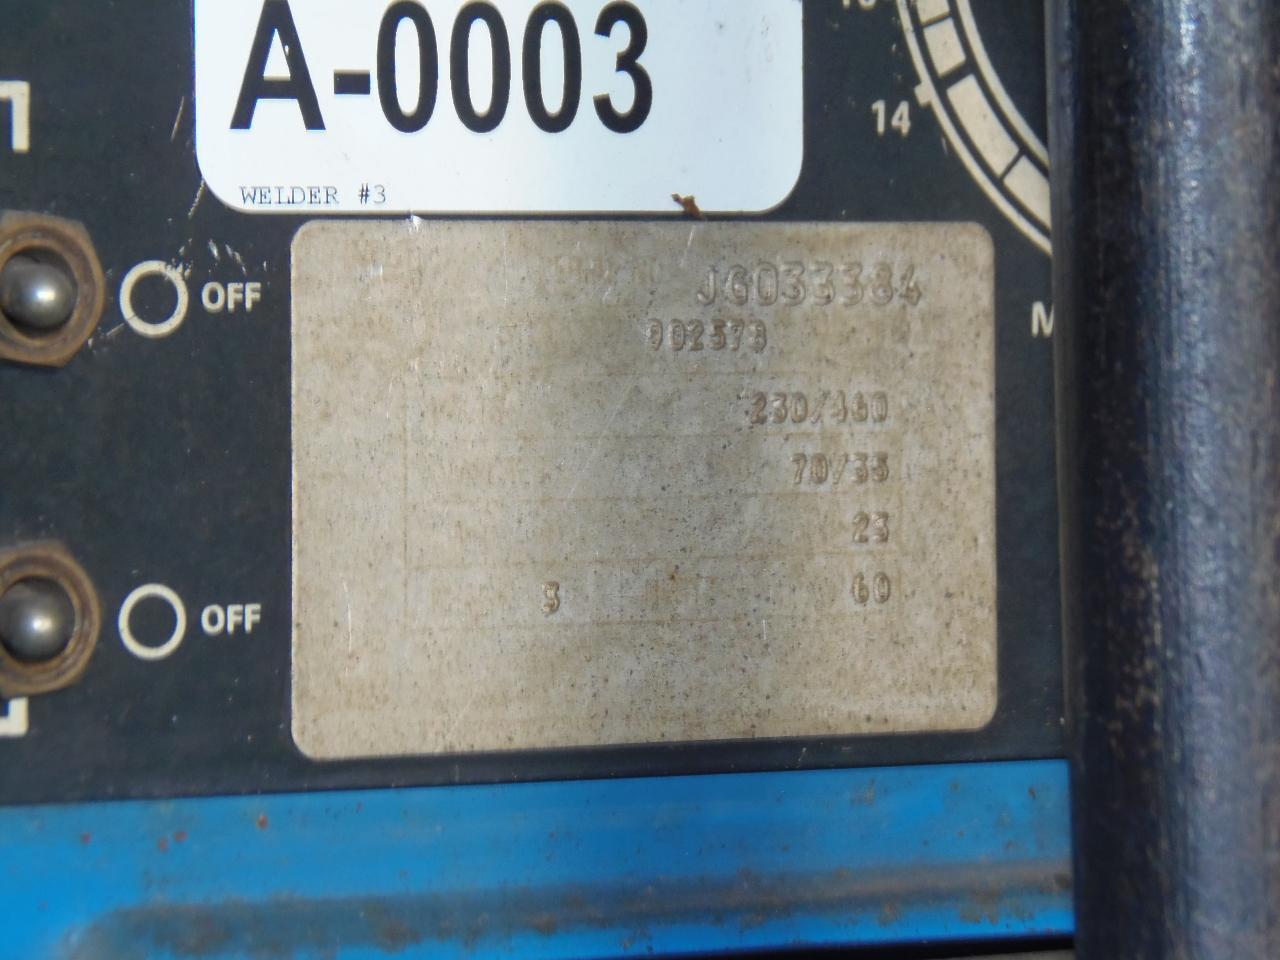 A-0003
WELDER #3
14
OFF
JG033384
902573
230/460
70/35
23
3 60
OFF